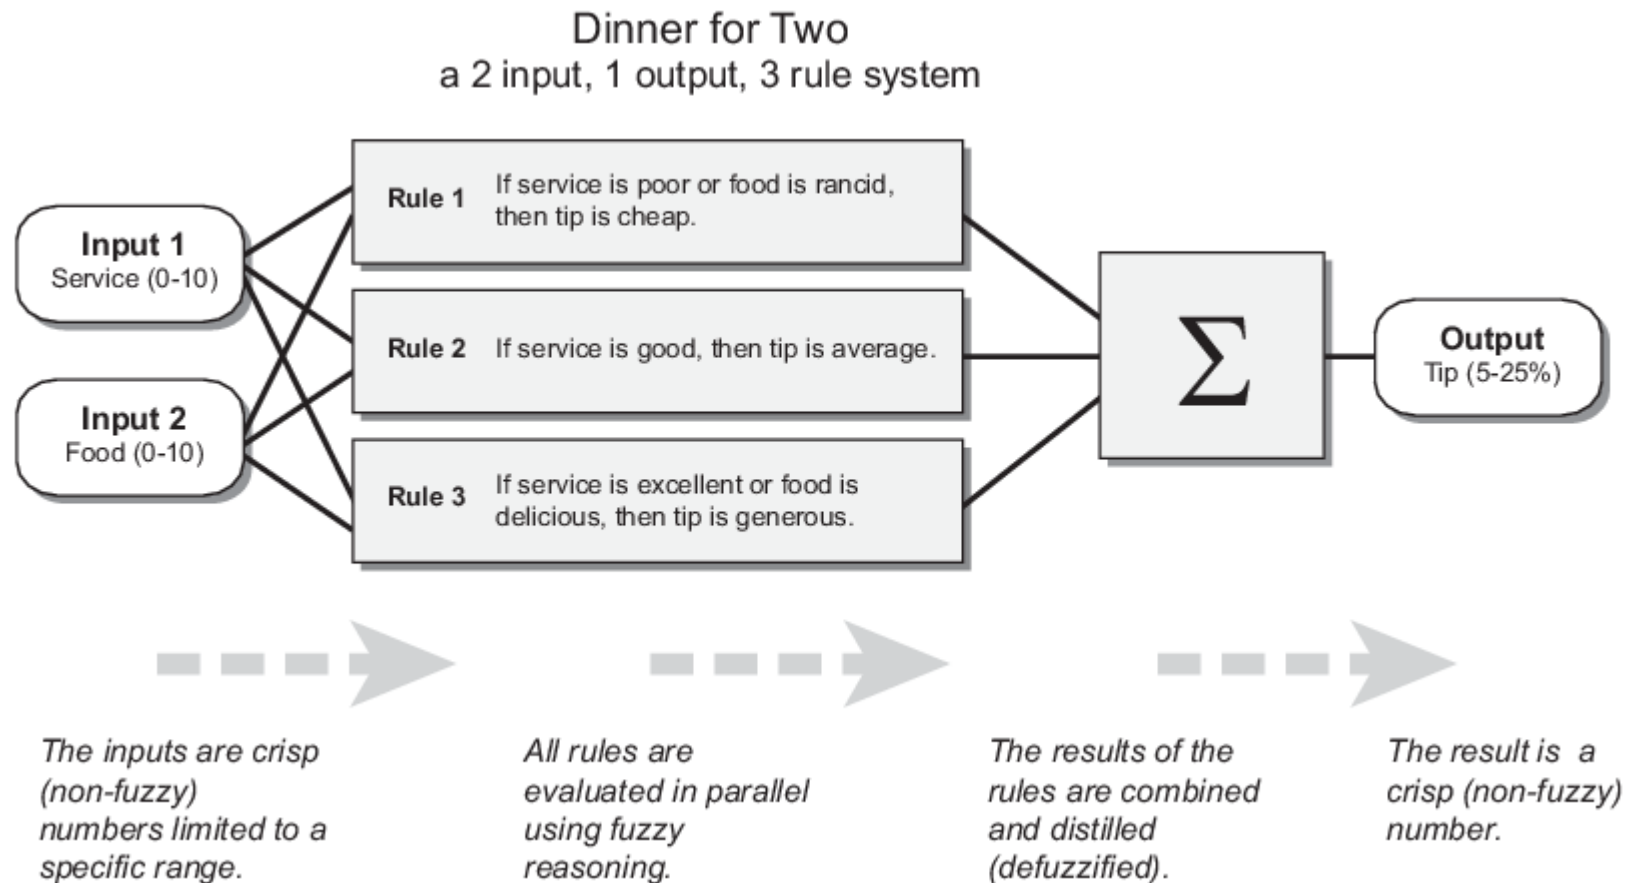 Dinner for Two
a 2 input, 1 output, 3 rule system
Input 1
Service (0-10)
Input 2
Food (0-10)
Rule 1
If service is poor or food is rancid,
then tip is cheap.
Rule 2
If service is good, then tip is average.
Rule 3
If service is excellent or food is
delicious, then tip is generous.
Σ
Output
Tip (5-25%)
The inputs are crisp
(non-fuzzy)
numbers limited to a
specific range.
All rules are
evaluated in parallel
using fuzzy
reasoning.
The results of the
rules are combined
and distilled
(defuzzified).
The result is a
crisp (non-fuzzy)
number.